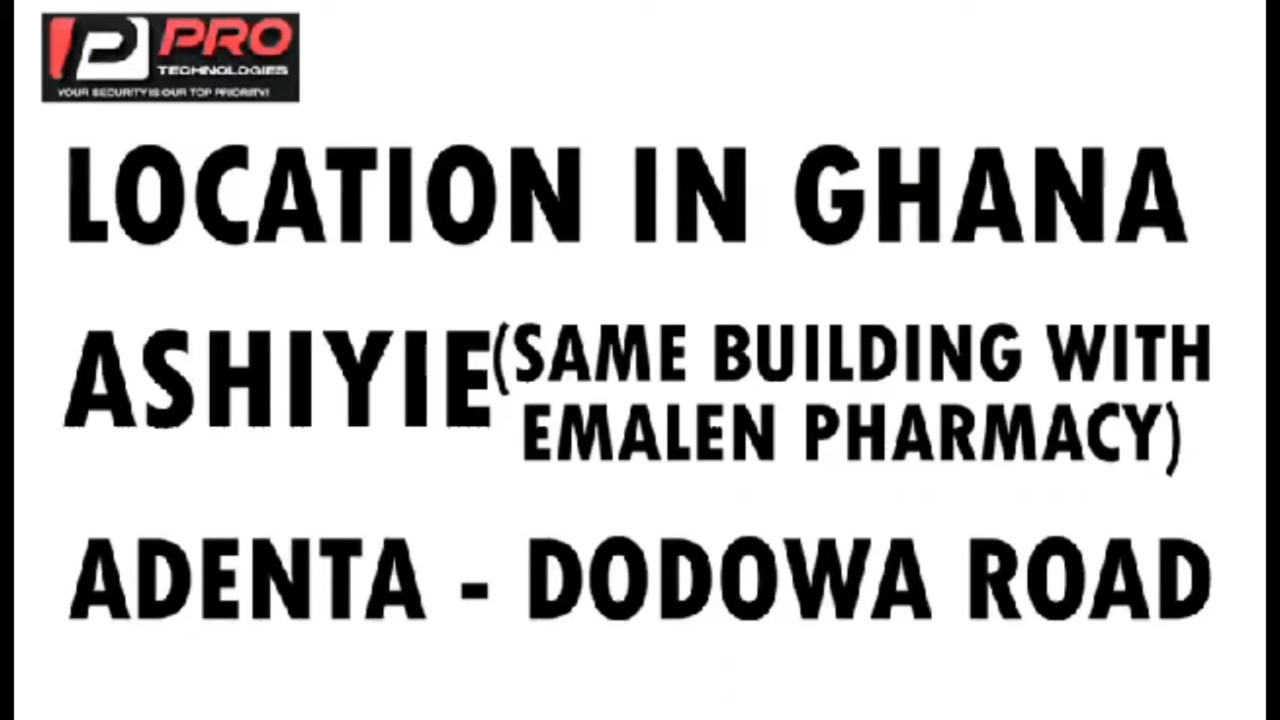 PRO
TECHNOLOGIES
YOUR SECURITY IS OUR TOP PRIORITY!
LOCATION IN GHANA
ASHIYIE (SAME BUILDING WITH
EMALEN PHARMACY)
ADENTA - DODOWA ROAD